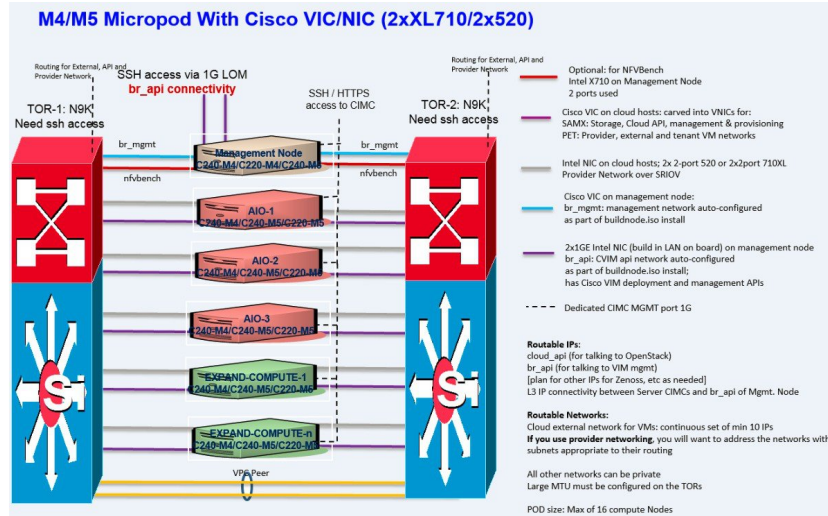 M4/M5 Micropod With Cisco VIC/NIC (2xXL710/2x520)
Routing for External, API and
Provider Network
SSH access via 1G LOM
br_api connectivity
SSH / HTTPS
access to CIMC
Routing for External, API and
Provider Network
TOR-1: N9K
Need ssh access
TOR-2: N9K
Need ssh access
br_mgmt
br_mgmt
Management Node
C240-M4/C220-M4/C240-M5
nfvbench
nfvbench
AIO-1
C240-M4/C240-M5/C220-M5
AIO-2
C240-M4/C240-M5/C220-M5
AIO-3
C240-M4/C240-M5/C220-M5
EXPAND-COMPUTE-1
C240-M4/C240-M5/C220-M5
EXPAND-COMPUTE-n
C240-M4/C240-M5/C220-M5
Si
Si
VPC Peer
Optional: for NFVBench
Intel X710 on Management Node
2 ports used
Cisco VIC on cloud hosts: carved into VNICs for:
SAMX: Storage, Cloud API, management & provisioning
PET: Provider, external and tenant VM networks
Intel NIC on cloud hosts; 2x 2-port 520 or 2x2port 710XL
Provider Network over SRIOV
Cisco VIC on management node:
br_mgmt: management network auto-configured
as part of buildnode.iso install
2x1GE Intel NIC (build in LAN on board) on management node
br_api: CVIM api network auto-configured
as part of buildnode.iso install;
has Cisco VIM deployment and management APIs
Dedicated CIMC MGMT port 1G
Routable IPs:
cloud_api (for talking to OpenStack)
br_api (for talking to VIM mgmt)
[plan for other IPs for Zenoss, etc as needed]
L3 IP connectivity between Server CIMCs and br_api of Mgmt. Node
Routable Networks:
Cloud external network for VMs: continuous set of min 10 IPs
If you use provider networking, you will want to address the networks with
subnets appropriate to their routing
All other networks can be private
Large MTU must be configured on the TORs
POD size: Max of 16 compute Nodes